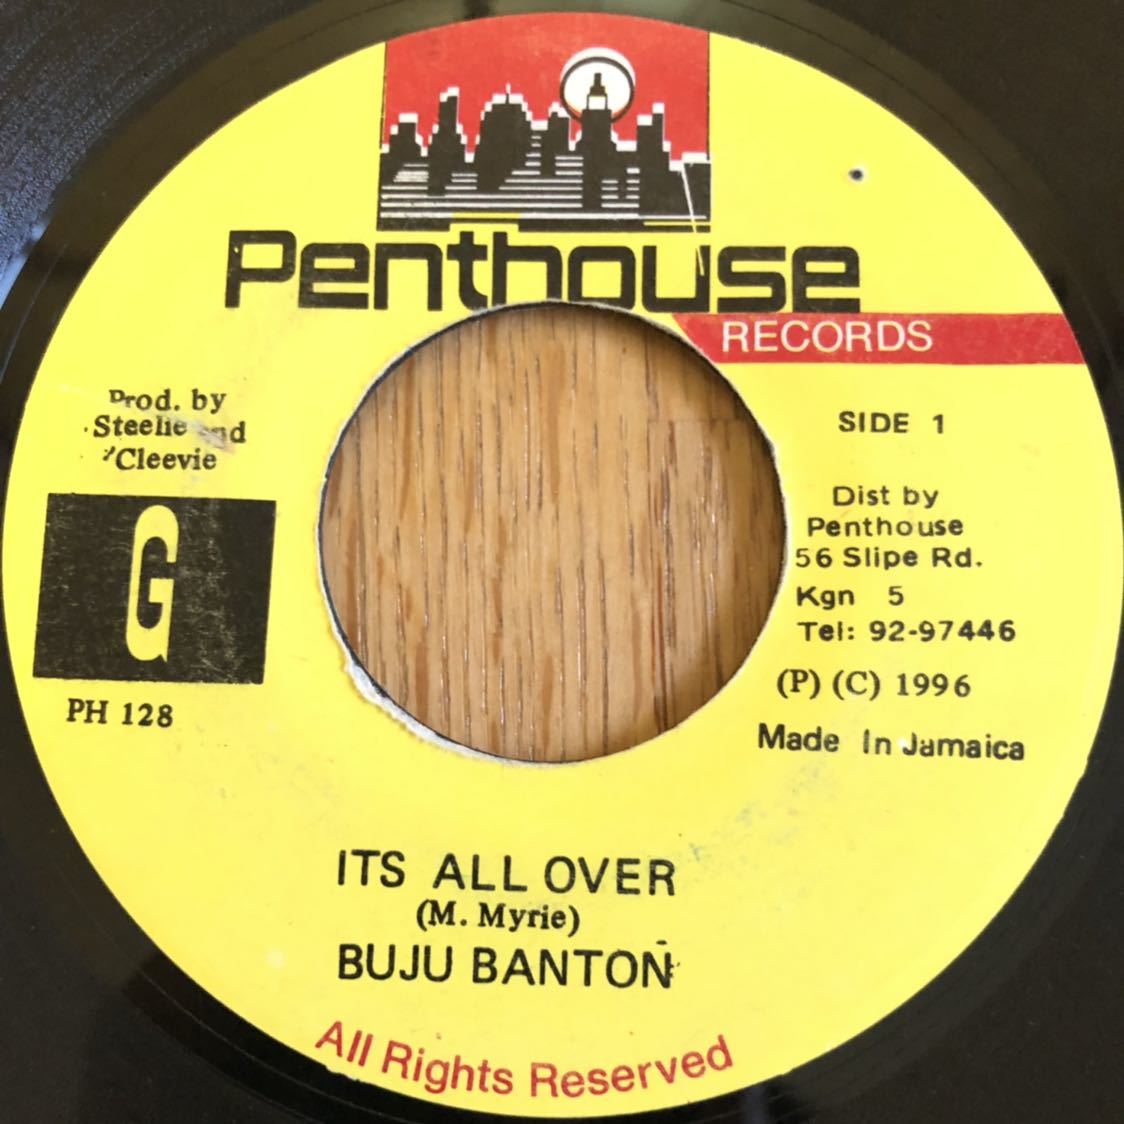 Penthouse
RECORDS
Prod. by
Steelie and
Cleevie
G
PH 128
SIDE 1
Dist by
Penthouse
56 Slipe Rd.
Kgn 5
Tel: 92-97446
(P) (C) 1996
Made In Jamaica
ITS ALL OVER
(M. Myrie)
BUJU BANTON
All Rights Reserved